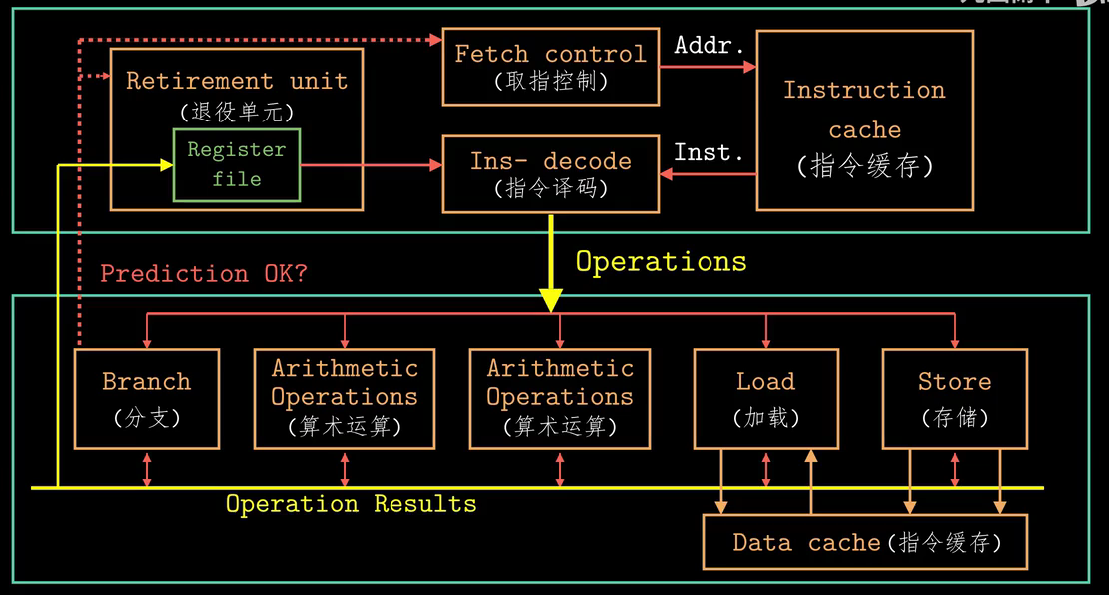 Fetch control
(取指控制)
Addr.
Instruction
cache
(指令缓存)
Retirement unit
(退役单元)
Register
file
Ins- decode
(指令译码)
Inst.
Operations
Prediction OK?
Branch
(分支)
Arithmetic
Operations
(算术运算)
Arithmetic
Operations
(算术运算)
Load
(加载)
Store
(存储)
Operation Results
Data cache(指令缓存)